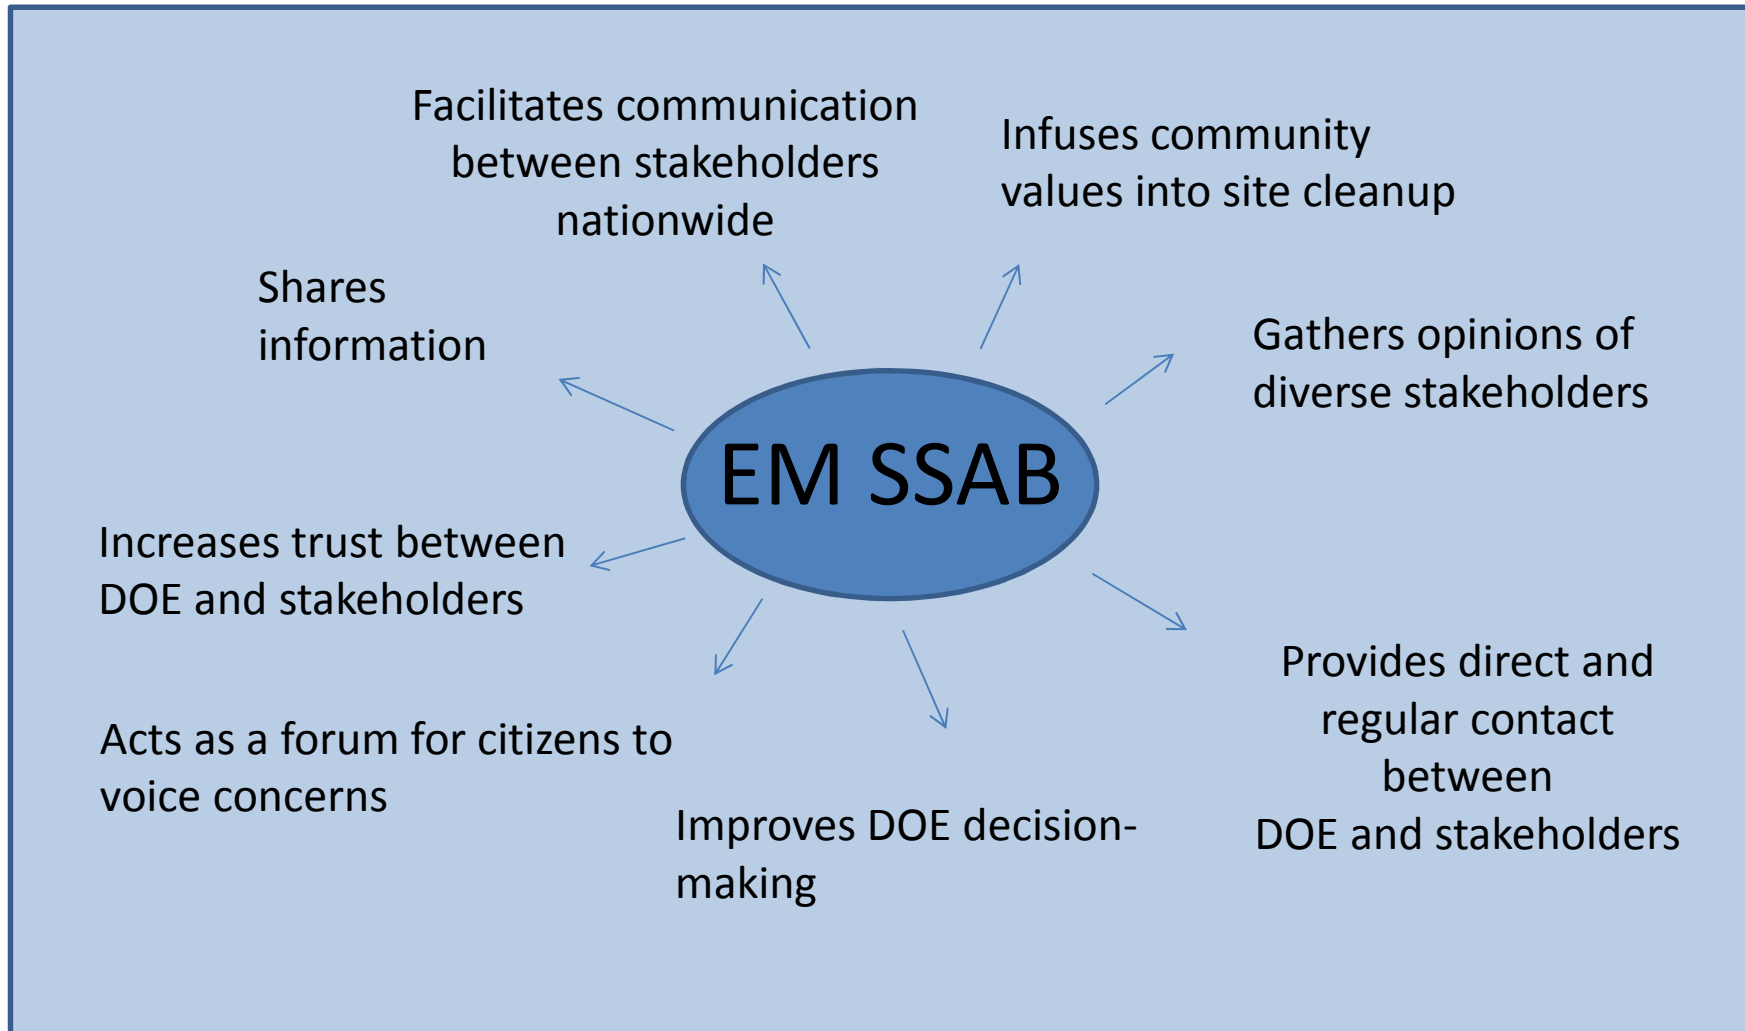 Facilitates communication
between stakeholders
nationwide
Infuses community
values into site cleanup
Shares
information
Gathers opinions of
diverse stakeholders
EM SSAB
Increases trust between
DOE and stakeholders
Provides direct and
regular contact
between
DOE and stakeholders
Acts as a forum for citizens to
voice concerns
Improves DOE decision-
making